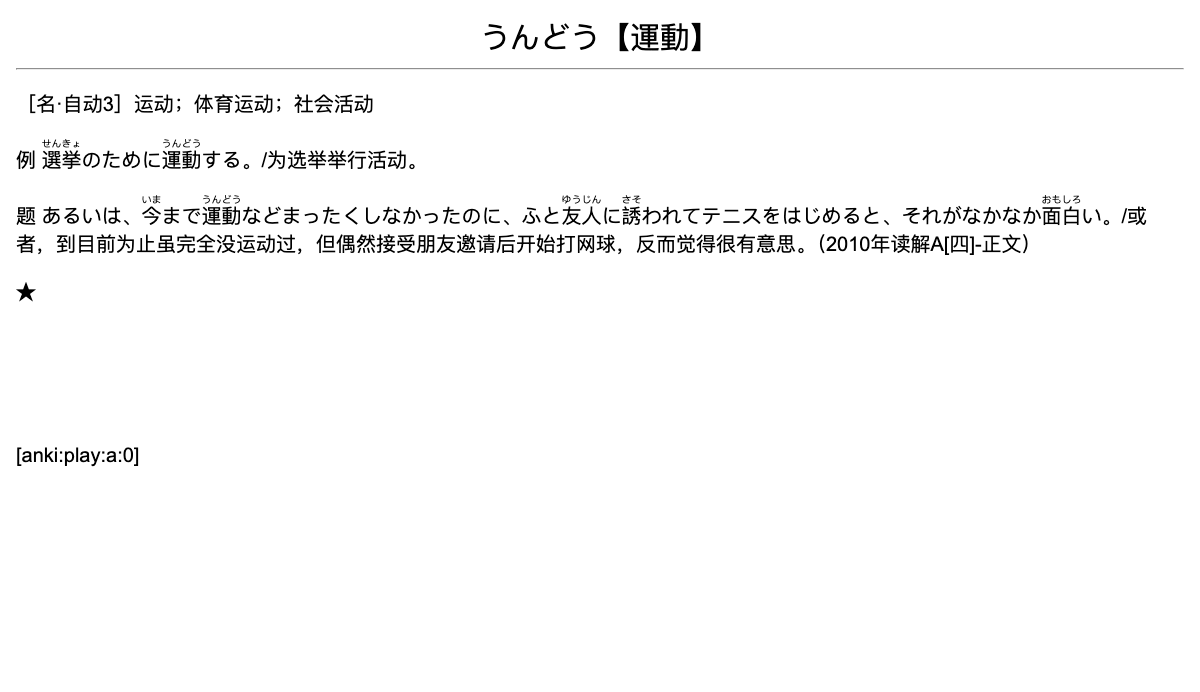 うんどう【運動】
［名·自动3］运动；体育运动；社会活动
せんきょ うんどう
例 選挙のために運動する。/为选举举行活动。
いま うんどう ゆうじん さそ おもしろ
题 あるいは、今まで運動などまったくしなかったのに、ふと友人に誘われてテニスをはじめると、それがなかなか面白い。/或
者，到目前为止虽完全没运动过，但偶然接受朋友邀请后开始打网球，反而觉得很有意思。（2010年读解A[四]-正文）
★
[anki:play:a:0]